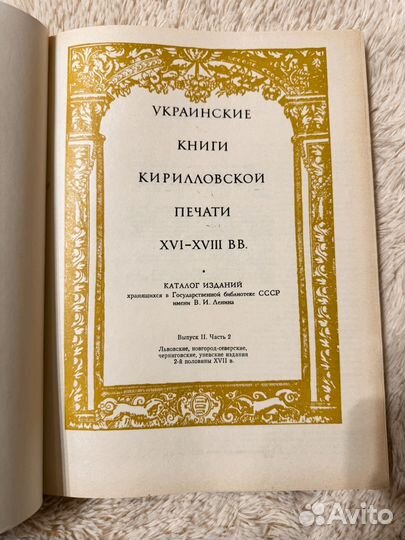 УКРАИНСКИЕ
КНИГИ
КИРИЛЛОВСКОЙ
ПЕЧАТИ
XVI–XVIII ВВ.
КАТАЛОГ ИЗДАНИЙ
хранящихся в Государственной библиотеке СССР
имени В. И. Ленина
Выпуск II. Часть 2
Львовские, новгород-северские,
черниговские, уневские издания
2-й половины XVII в.
Avito